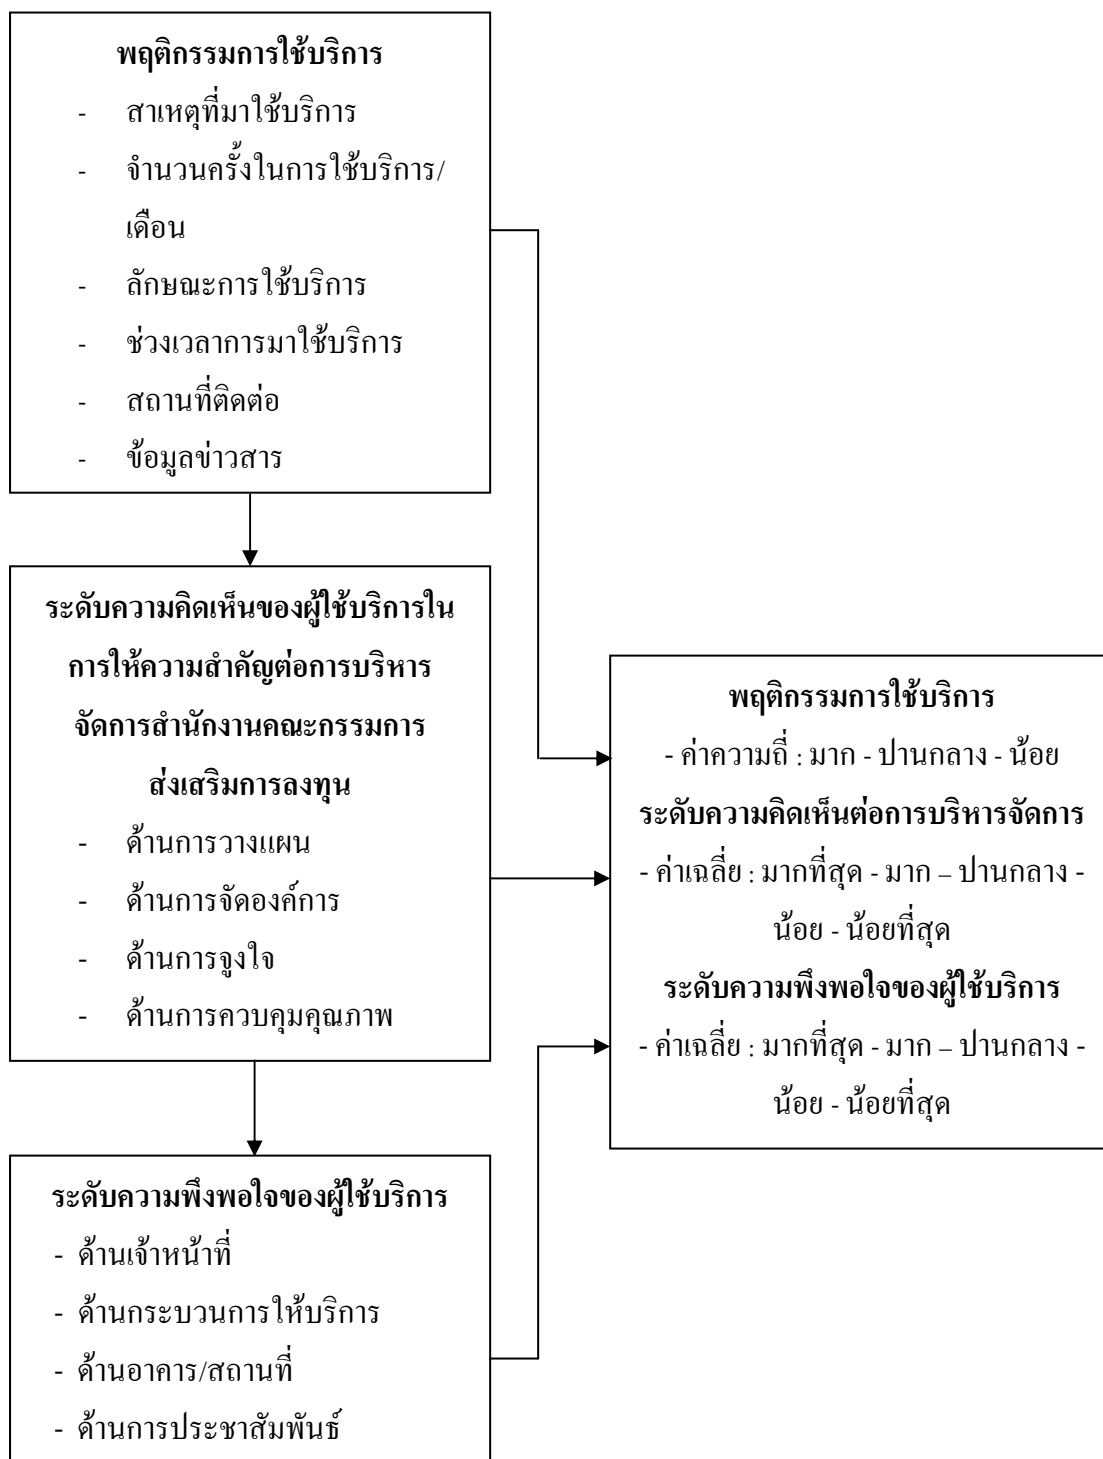 พฤติกรรมการใช้บริการ
- สาเหตุที่มาใช้บริการ
- จำนวนครั้งในการใช้บริการ/
เดือน
- ลักษณะการใช้บริการ
- ช่วงเวลาการมาใช้บริการ
- สถานที่ติดต่อ
- ข้อมูลข่าวสาร
ระดับความคิดเห็นของผู้ใช้บริการใน
การให้ความสำคัญต่อการบริหาร
จัดการสำนักงานคณะกรรมการ
ส่งเสริมการลงทุน
- ด้านการวางแผน
- ด้านการจัดองค์การ
- ด้านการจูงใจ
- ด้านการควบคุมคุณภาพ
ระดับความพึงพอใจของผู้ใช้บริการ
- ด้านเจ้าหน้าที่
- ด้านกระบวนการให้บริการ
- ด้านอาคาร/สถานที่
- ด้านการประชาสัมพันธ์
พฤติกรรมการใช้บริการ
- ค่าความถี่ : มาก - ปานกลาง - น้อย
ระดับความคิดเห็นต่อการบริหารจัดการ
- ค่าเฉลี่ย : มากที่สุด - มาก – ปานกลาง -
น้อย - น้อยที่สุด
ระดับความพึงพอใจของผู้ใช้บริการ
- ค่าเฉลี่ย : มากที่สุด - มาก – ปานกลาง -
น้อย - น้อยที่สุด